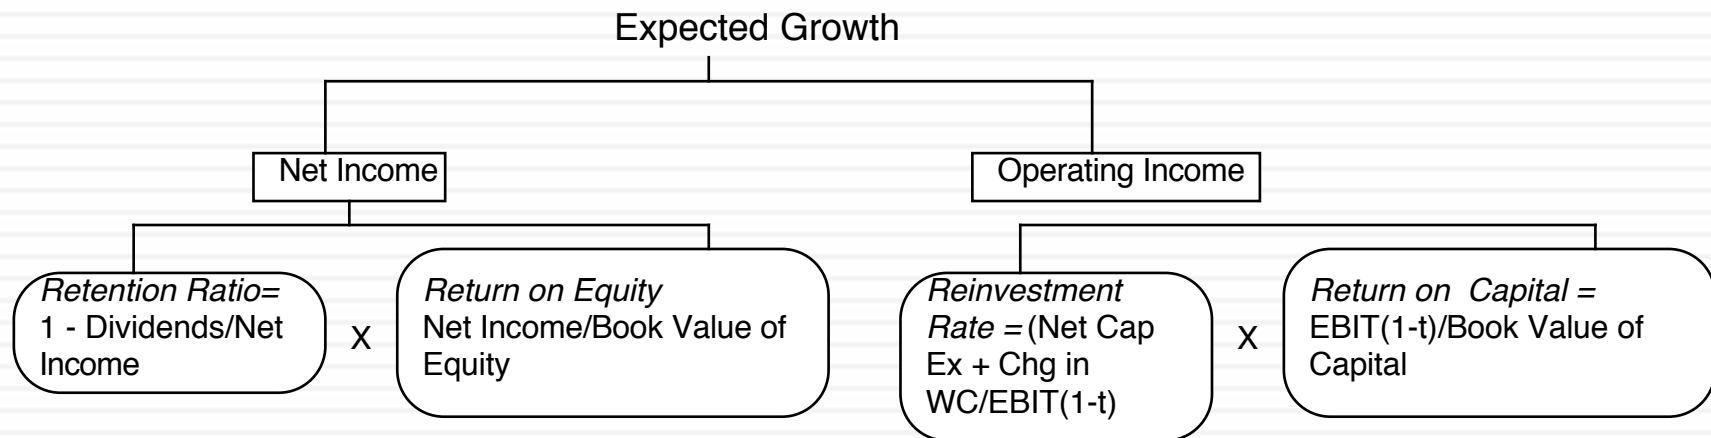 Expected Growth
Net Income
Operating Income
Retention Ratio=
1 - Dividends/Net
Income
X
Return on Equity
Net Income/Book Value of
Equity
Reinvestment
Rate = (Net Cap
Ex + Chg in
WC/EBIT(1-t)
X
Return on Capital =
EBIT(1-t)/Book Value of
Capital